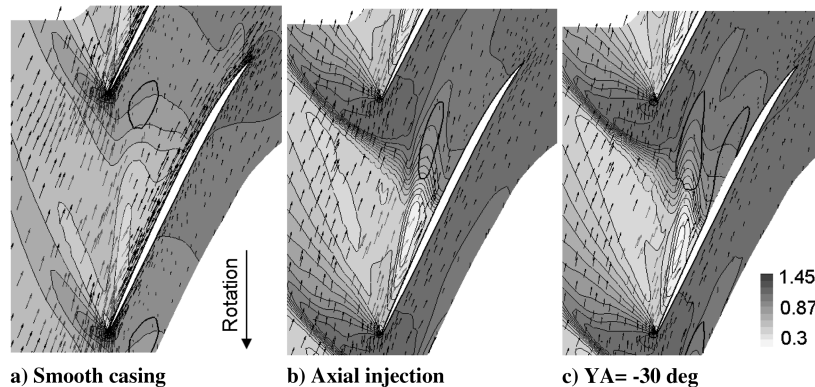 Rotation
1.45
0.87
0.3
a) Smooth casing
b) Axial injection
c) YA= -30 deg